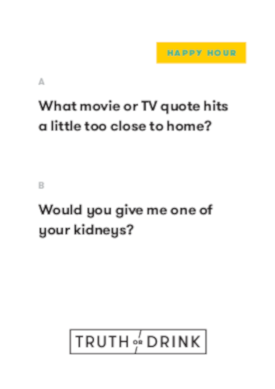 HAPPY HOUR
A
What movie or TV quote hits
a little too close to home?
B
Would you give me one of
your kidneys?
TRUTH OR DRINK